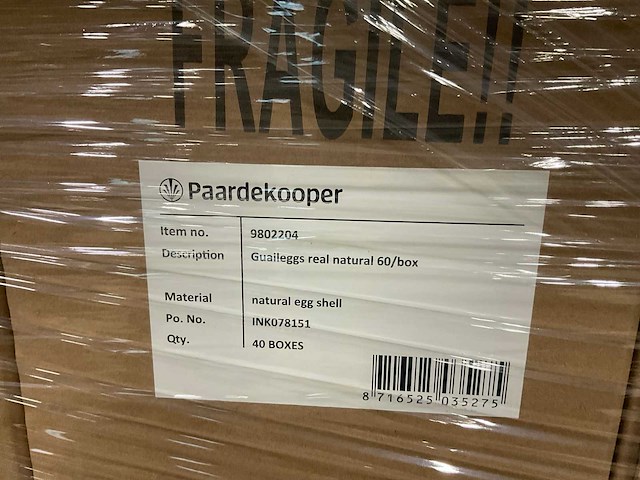 FRAGILE!!
Paardekooper
Item no. 9802204
Description Guaileggs real natural 60/box
Material natural egg shell
Po. No. INK078151
Qty. 40 BOXES
8 716525 035275